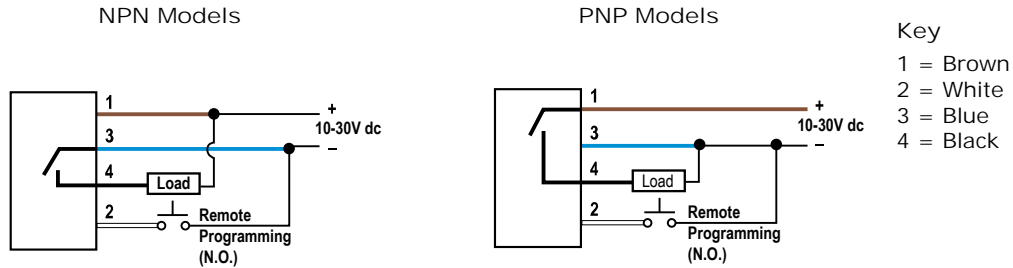 NPN Models
1
+
10-30V dc
3
–
4
Load
2
Remote
Programming
(N.O.)
PNP Models
1
+
10-30V dc
3
–
4
Load
2
Remote
Programming
(N.O.)
Key
1 = Brown
2 = White
3 = Blue
4 = Black